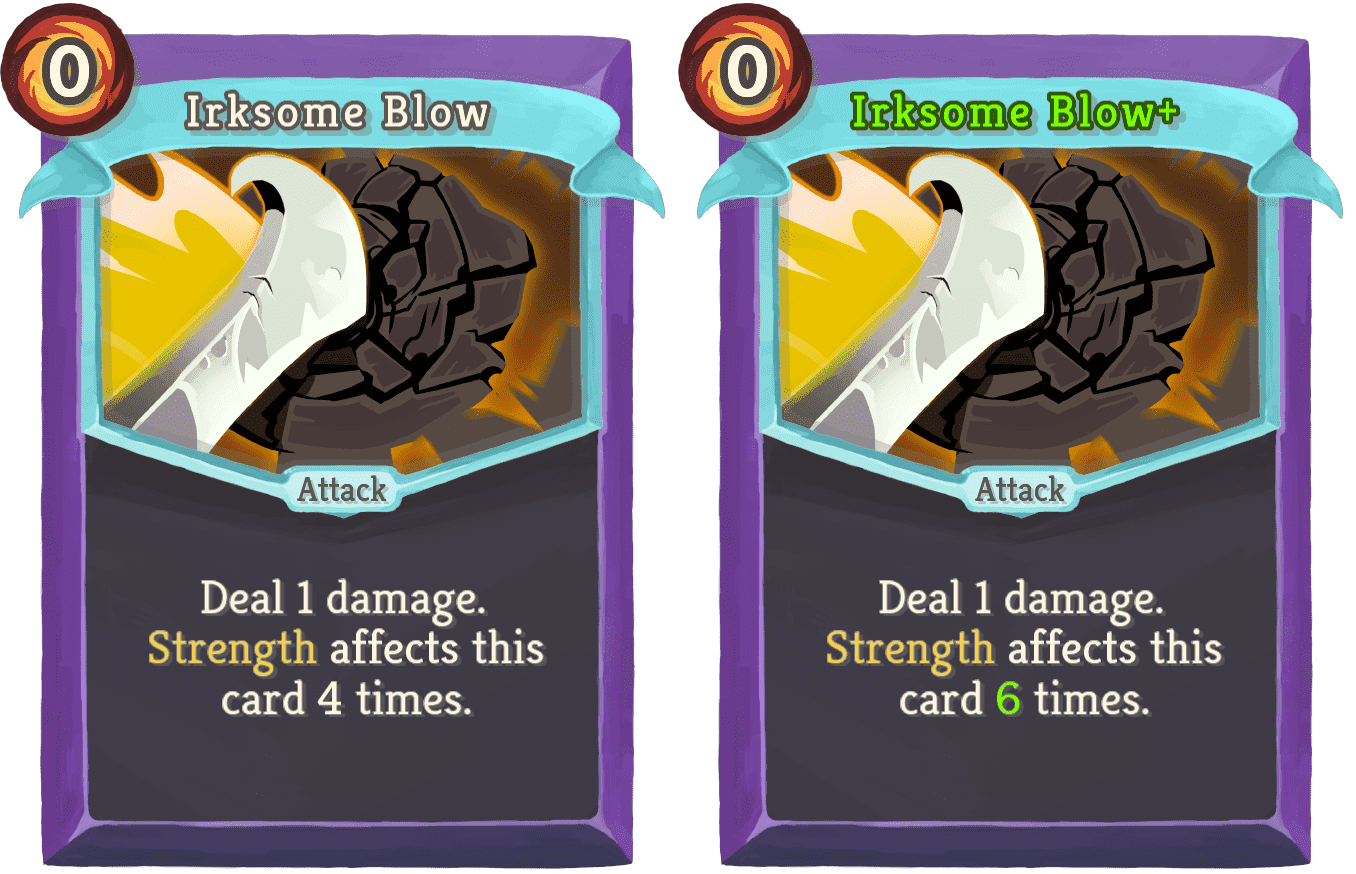 0
Irksome Blow
Attack
Deal 1 damage.
Strength affects this
card 4 times.
0
Irksome Blow+
Attack
Deal 1 damage.
Strength affects this
card 6 times.